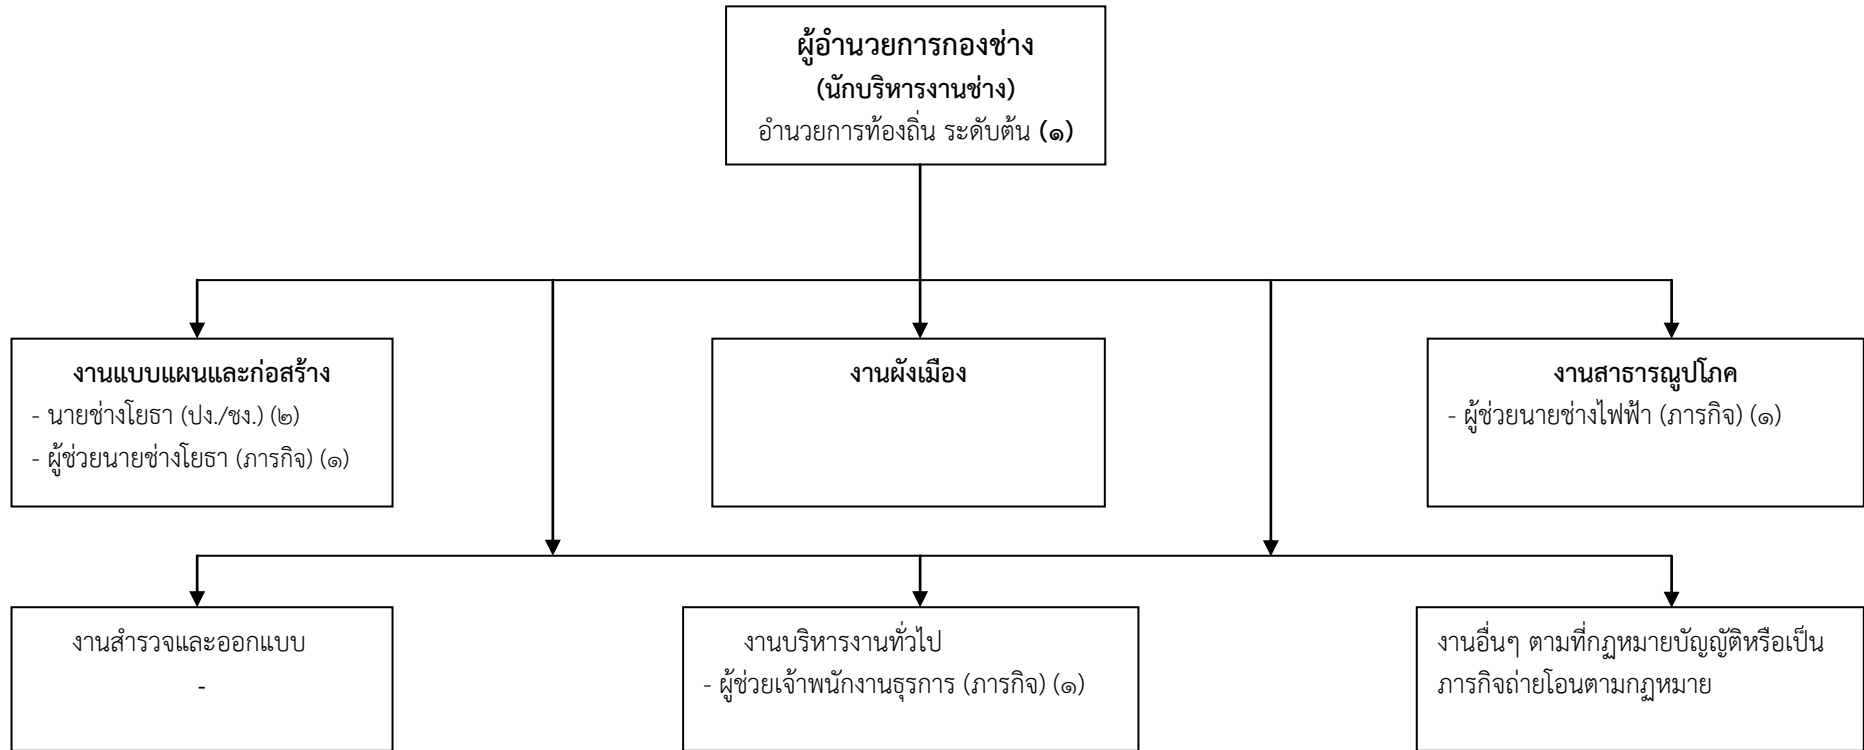 ผู้อำนวยการกองช่าง
(นักบริหารงานช่าง)
อำนวยการท้องถิ่น ระดับต้น (๑)
งานแบบแผนและก่อสร้าง
- นายช่างโยธา (ปง./ชง.) (๒)
- ผู้ช่วยนายช่างโยธา (ภารกิจ) (๑)
งานผังเมือง
งานสาธารณูปโภค
- ผู้ช่วยนายช่างไฟฟ้า (ภารกิจ) (๑)
งานสำรวจและออกแบบ
-
งานบริหารงานทั่วไป
- ผู้ช่วยเจ้าพนักงานธุรการ (ภารกิจ) (๑)
งานอื่นๆ ตามที่กฎหมายบัญญัติหรือเป็น
ภารกิจถ่ายโอนตามกฎหมาย